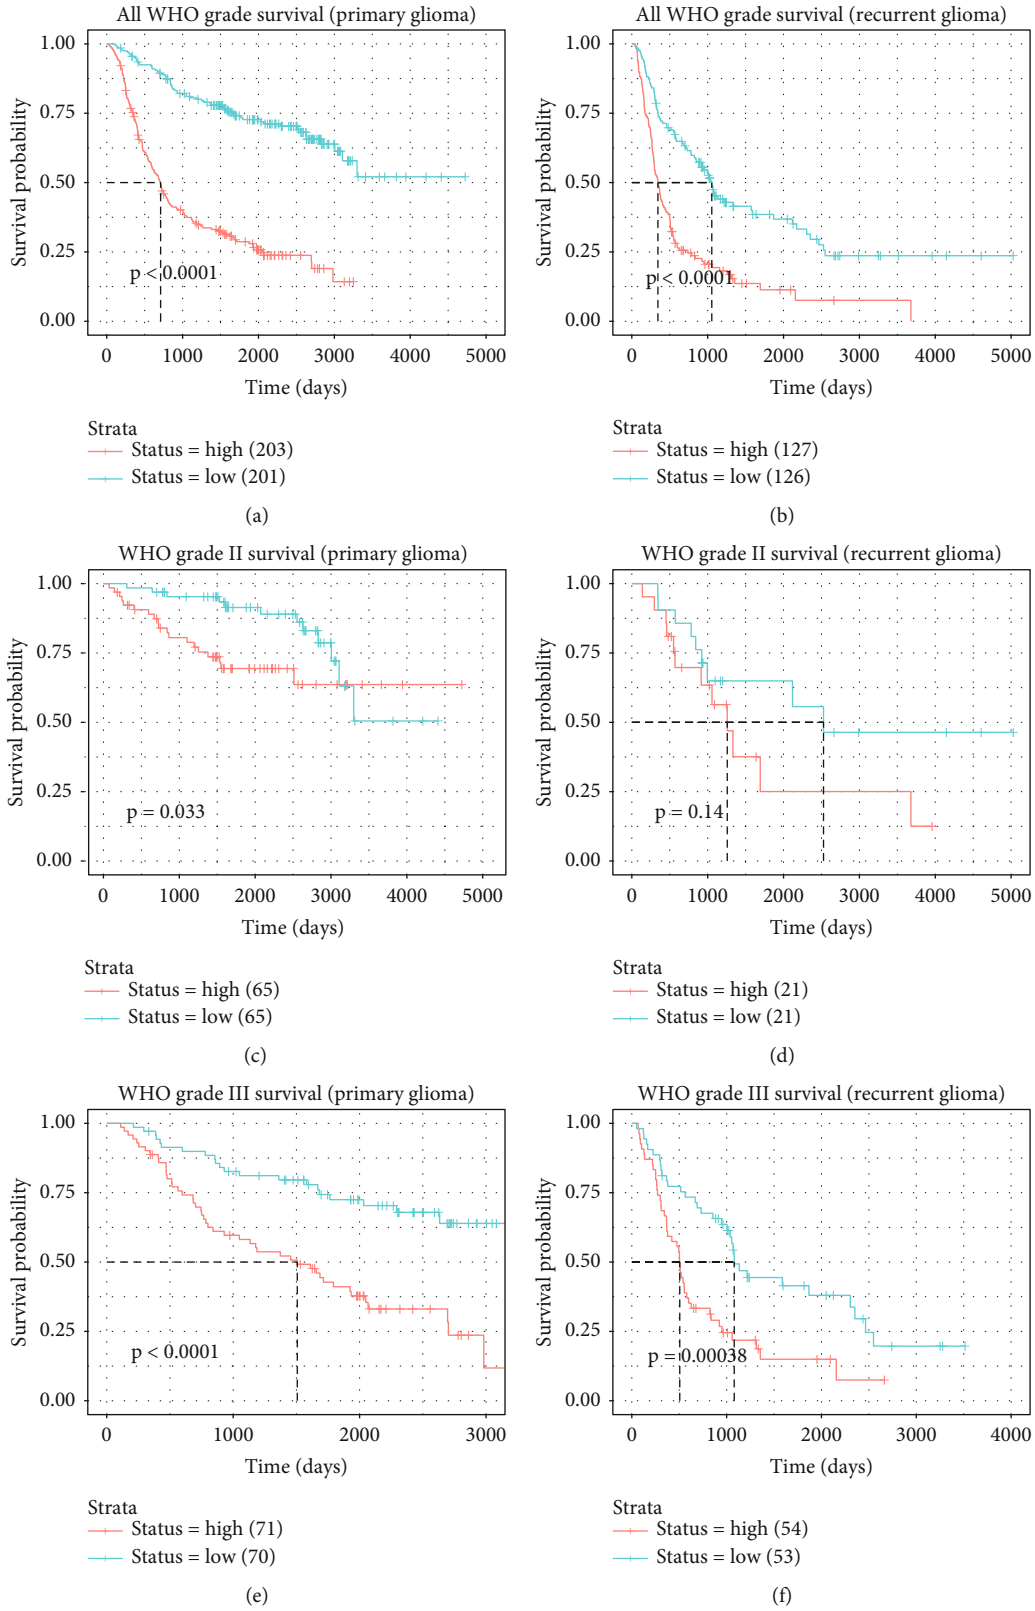 All WHO grade survival (primary glioma)
Survival probability
1.00
0.75
0.50
0.25
0.00
p < 0.0001
0 1000 2000 3000 4000 5000
Time (days)
Strata
Status = high (203)
Status = low (201)
(a)
All WHO grade survival (recurrent glioma)
Survival probability
1.00
0.75
0.50
0.25
0.00
p < 0.0001
0 1000 2000 3000 4000 5000
Time (days)
Strata
Status = high (127)
Status = low (126)
(b)
WHO grade II survival (primary glioma)
Survival probability
1.00
0.75
0.50
0.25
0.00
p = 0.033
0 1000 2000 3000 4000 5000
Time (days)
Strata
Status = high (65)
Status = low (65)
(c)
WHO grade II survival (recurrent glioma)
Survival probability
1.00
0.75
0.50
0.25
0.00
p = 0.14
0 1000 2000 3000 4000 5000
Time (days)
Strata
Status = high (21)
Status = low (21)
(d)
WHO grade III survival (primary glioma)
Survival probability
1.00
0.75
0.50
0.25
0.00
p < 0.0001
0 1000 2000 3000
Time (days)
Strata
Status = high (71)
Status = low (70)
(e)
WHO grade III survival (recurrent glioma)
Survival probability
1.00
0.75
0.50
0.25
0.00
p = 0.00038
0 1000 2000 3000 4000
Time (days)
Strata
Status = high (54)
Status = low (53)
(f)